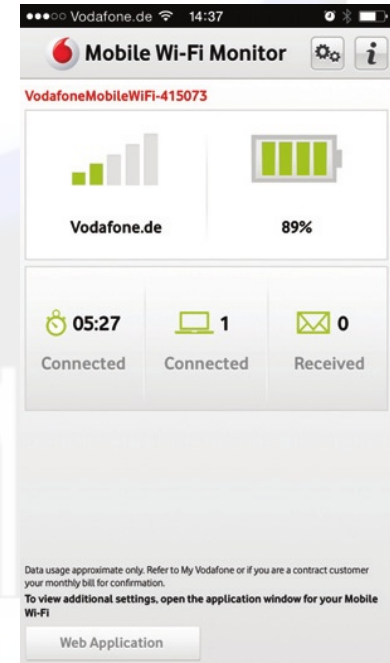 Vodafone.de 14:37
Mobile Wi-Fi Monitor
i
VodafoneMobileWiFi-415073
Vodafone.de
89%
05:27
Connected
1
Connected
0
Received
Data usage approximate only. Refer to My Vodafone or if you are a contract customer
your monthly bill for confirmation.
To view additional settings, open the application window for your Mobile
Wi-Fi
Web Application